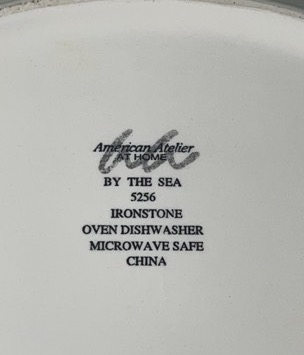 American Atelier
AT HOME
BY THE SEA
5256
IRONSTONE
OVEN DISHWASHER
MICROWAVE SAFE
CHINA